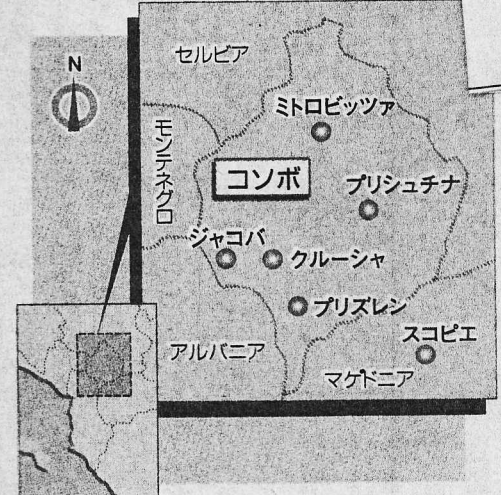 N
セルビア
ミトロビッツァ
モンテネグロ
コソボ
プリシュチナ
ジャコバ
クルーシャ
プリズレン
スコピエ
アルバニア
マケドニア